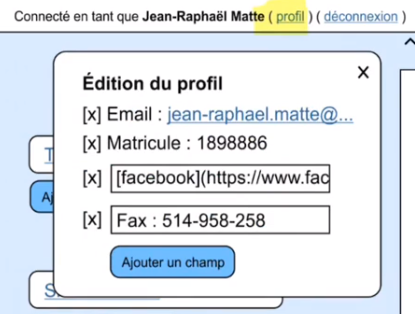 Connecté en tant que Jean-Raphaël Matte ( profil ) ( déconnexion )
Édition du profil
X
[x] Email : jean-raphael.matte@...
[x] Matricule : 1898886
[x] [facebook](https://www.fac
[x] Fax : 514-958-258
Ajouter un champ
T
Aj
S